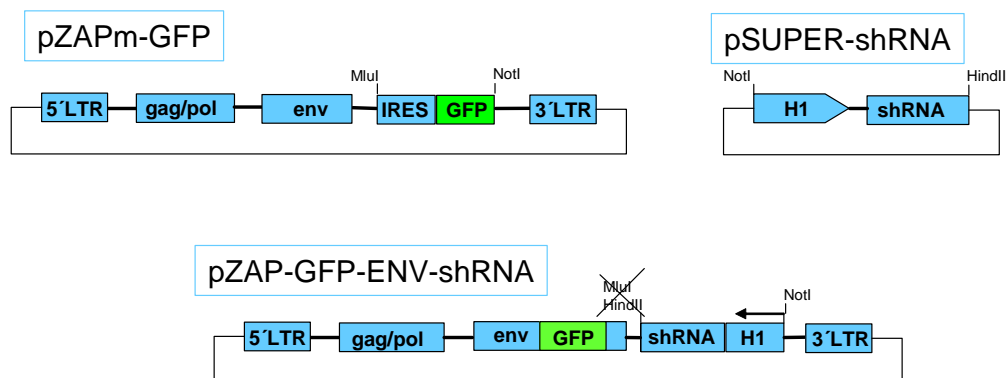 pZAPm-GFP
pSUPER-shRNA
MluI
NotI
5´LTR
gag/pol
env
IRES
GFP
3´LTR
NotI
HindII
H1
shRNA
pZAP-GFP-ENV-shRNA
MluI
HindII
NotI
5´LTR
gag/pol
env
GFP
shRNA
H1
3´LTR